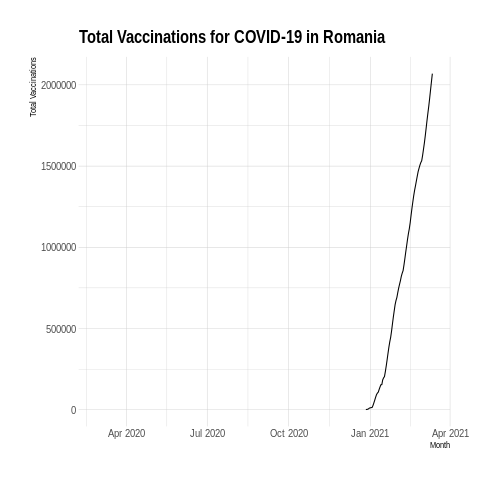 Total Vaccinations for COVID-19 in Romania
Total Vaccinations
2000000
1500000
1000000
500000
0
Apr 2020 Jul 2020 Oct 2020 Jan 2021 Apr 2021
Month